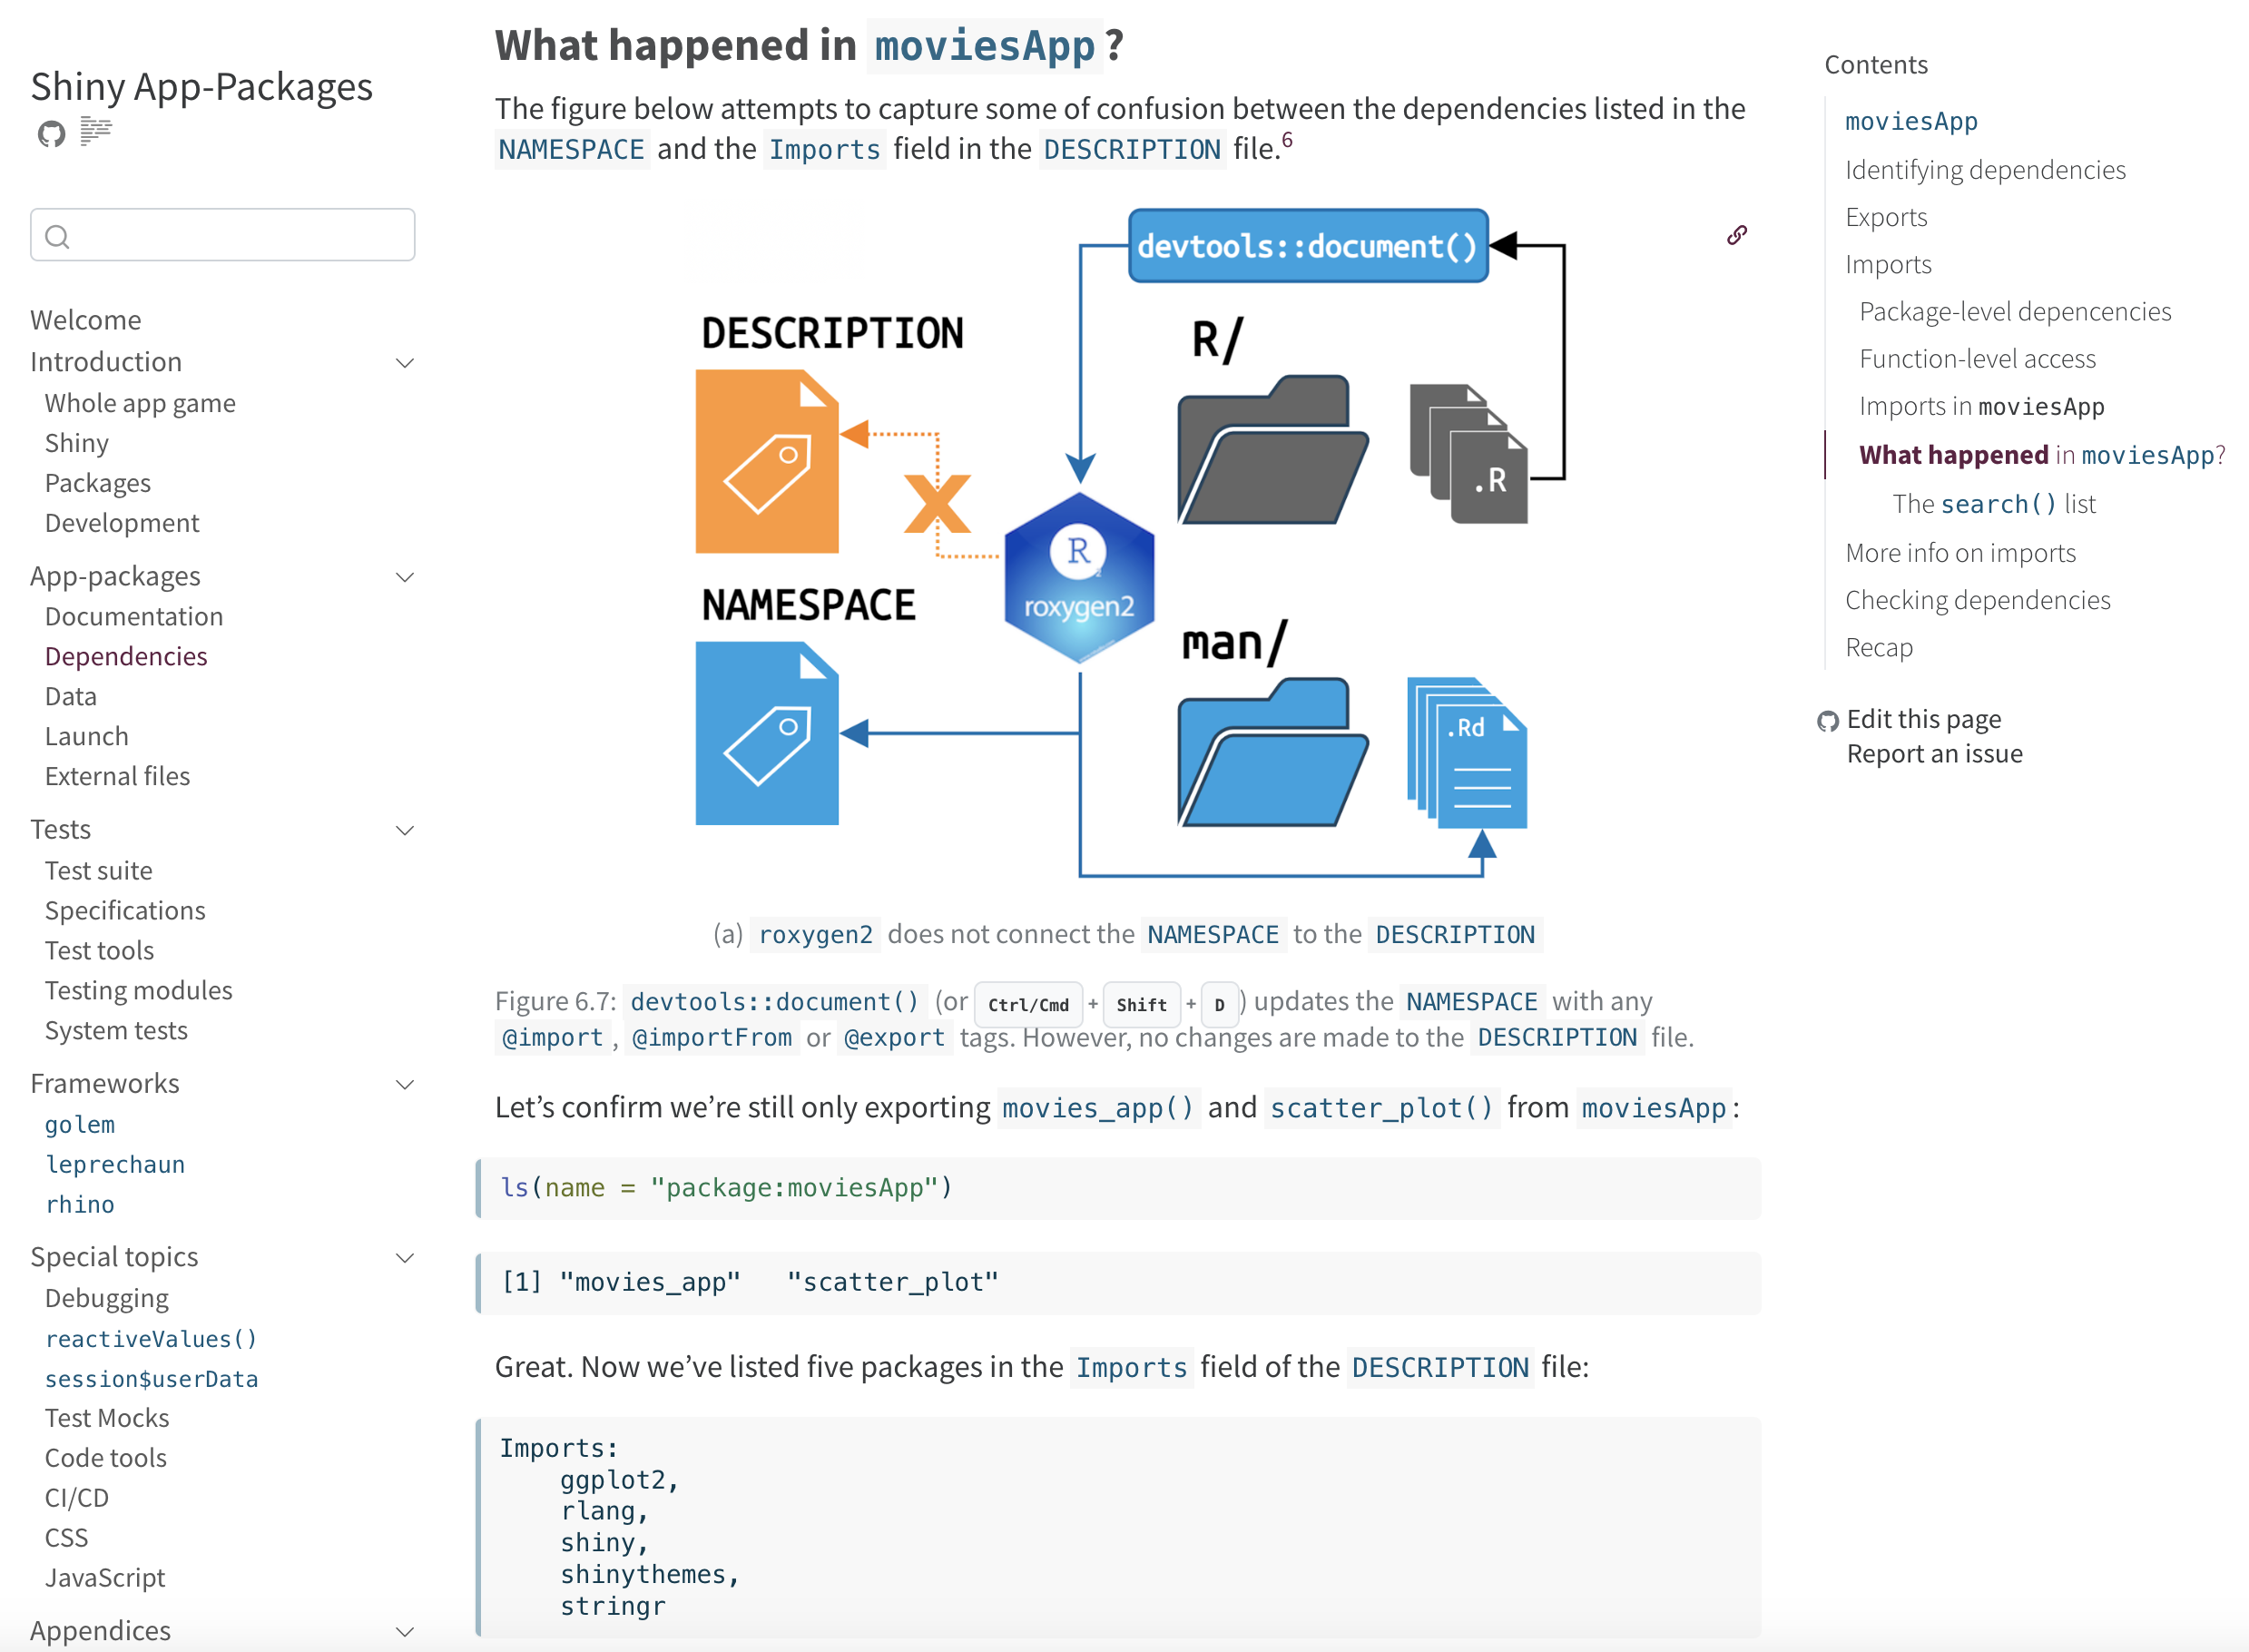 Shiny App-Packages
Welcome
Introduction
Whole app game
Shiny
Packages
Development
App-packages
Documentation
Dependencies
Data
Launch
External files
Tests
Test suite
Specifications
Test tools
Testing modules
System tests
Frameworks
golem
leprechaun
rhino
Special topics
Debugging
reactiveValues()
session$userData
Test Mocks
Code tools
CI/CD
CSS
JavaScript
Appendices
What happened in moviesApp?
The figure below attempts to capture some of confusion between the dependencies listed in the
NAMESPACE and the Imports field in the DESCRIPTION file.6
devtools::document()
DESCRIPTION
R/
.R
X
R
roxygen2
NAMESPACE
man/
.Rd
(a) roxygen2 does not connect the NAMESPACE to the DESCRIPTION
Figure 6.7: devtools::document() (or Ctrl/Cmd + Shift + D) updates the NAMESPACE with any
@import, @importFrom or @export tags. However, no changes are made to the DESCRIPTION file.
Let’s confirm we’re still only exporting movies_app() and scatter_plot() from moviesApp:
ls(name = "package:moviesApp")
[1] "movies_app"   "scatter_plot"
Great. Now we’ve listed five packages in the Imports field of the DESCRIPTION file:
Imports:
ggplot2,
rlang,
shiny,
shinythemes,
stringr
Contents
moviesApp
Identifying dependencies
Exports
Imports
Package-level depencencies
Function-level access
Imports in moviesApp
What happened in moviesApp?
The search() list
More info on imports
Checking dependencies
Recap
Edit this page
Report an issue